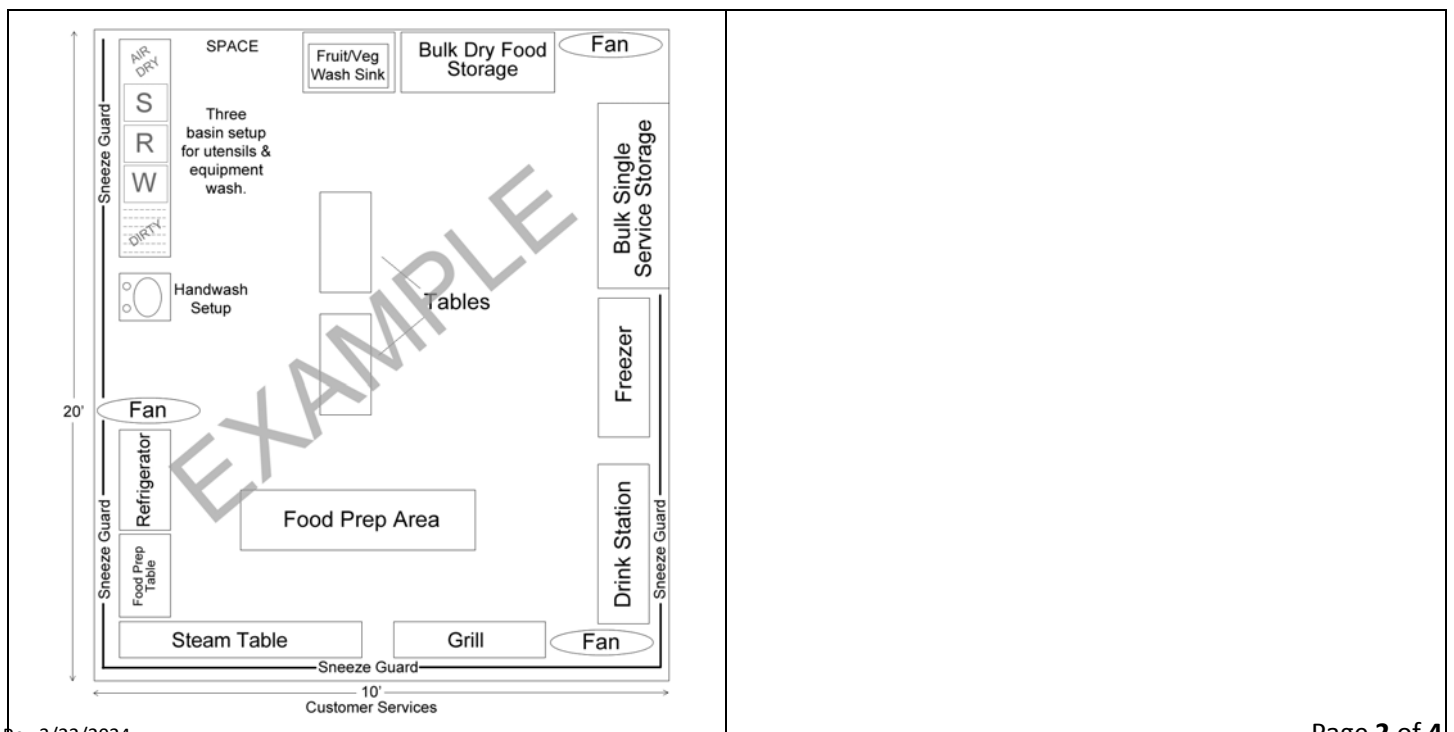 SPACE
Fruit/Veg
Wash Sink
Bulk Dry Food
Storage
Fan
AIR
DRY
S
R
W
DIRTY
Three
basin setup
for utensils &
equipment
wash.
Sneeze Guard
Bulk Single
Service Storage
Handwash
Setup
Tables
EXAMPLE
Freezer
20'
Fan
Refrigerator
Food Prep Area
Drink Station
Sneeze Guard
Sneeze Guard
Food Prep
Table
Steam Table
Grill
Fan
Sneeze Guard
10'
Customer Services
Page 2 of 4